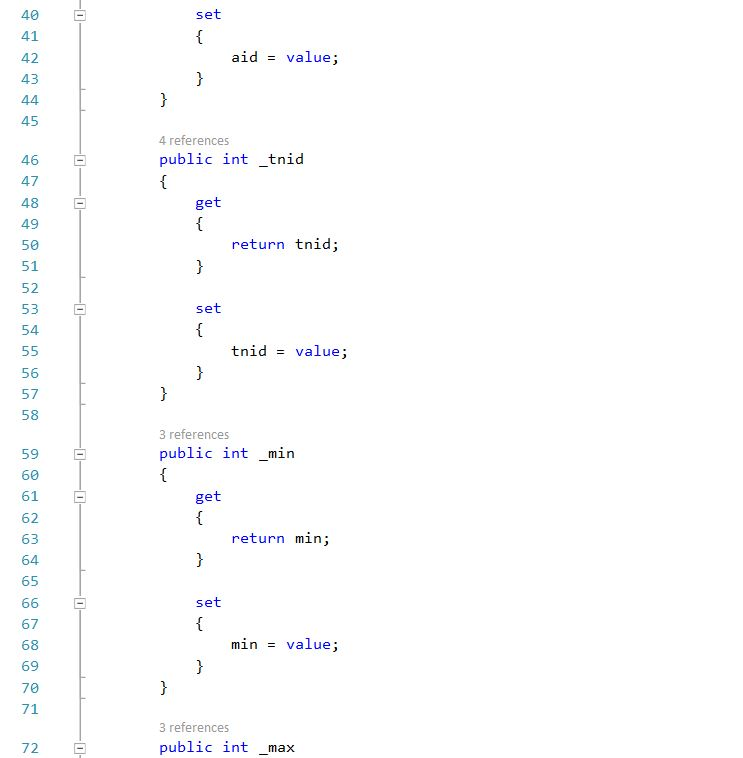 40 set
41 {
42 aid = value;
43 }
44 }
45
4 references
46 public int _tnid
47 {
48 get
49 {
50 return tnid;
51 }
52
53 set
54 {
55 tnid = value;
56 }
57 }
58
3 references
59 public int _min
60 {
61 get
62 {
63 return min;
64 }
65
66 set
67 {
68 min = value;
69 }
70 }
71
3 references
72 public int _max